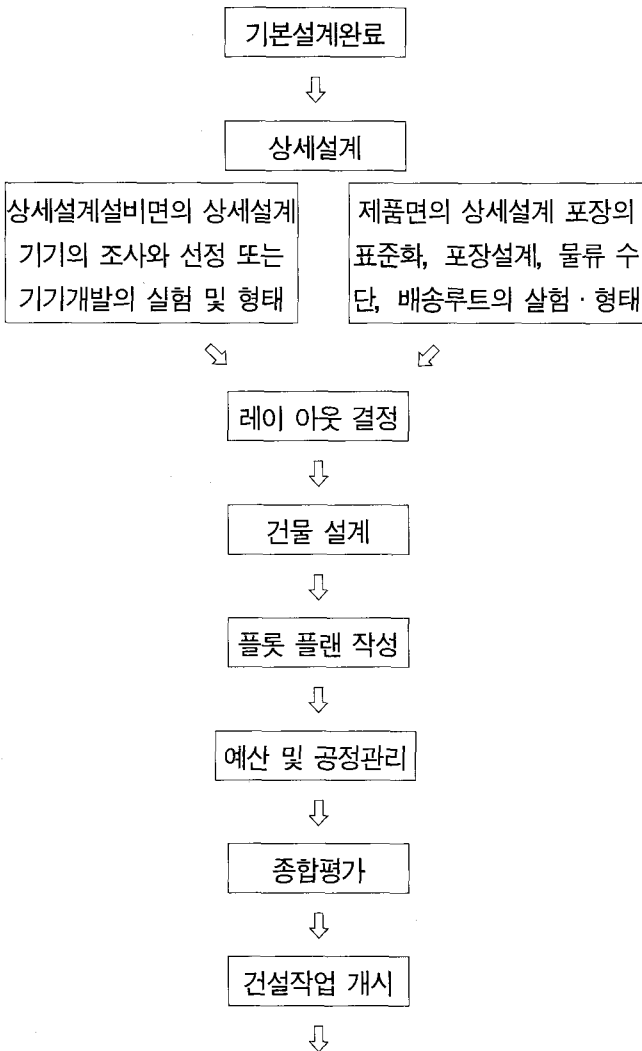 기본설계완료
상세설계
상세설계설비면의 상세설계
기기의 조사와 선정 또는
기기개발의 실험 및 형태
제품면의 상세설계 포장의
표준화, 포장설계, 물류 수
단, 배송루트의 살험 · 형태
레이 아웃 결정
건물 설계
플롯 플랜 작성
예산 및 공정관리
종합평가
건설작업 개시